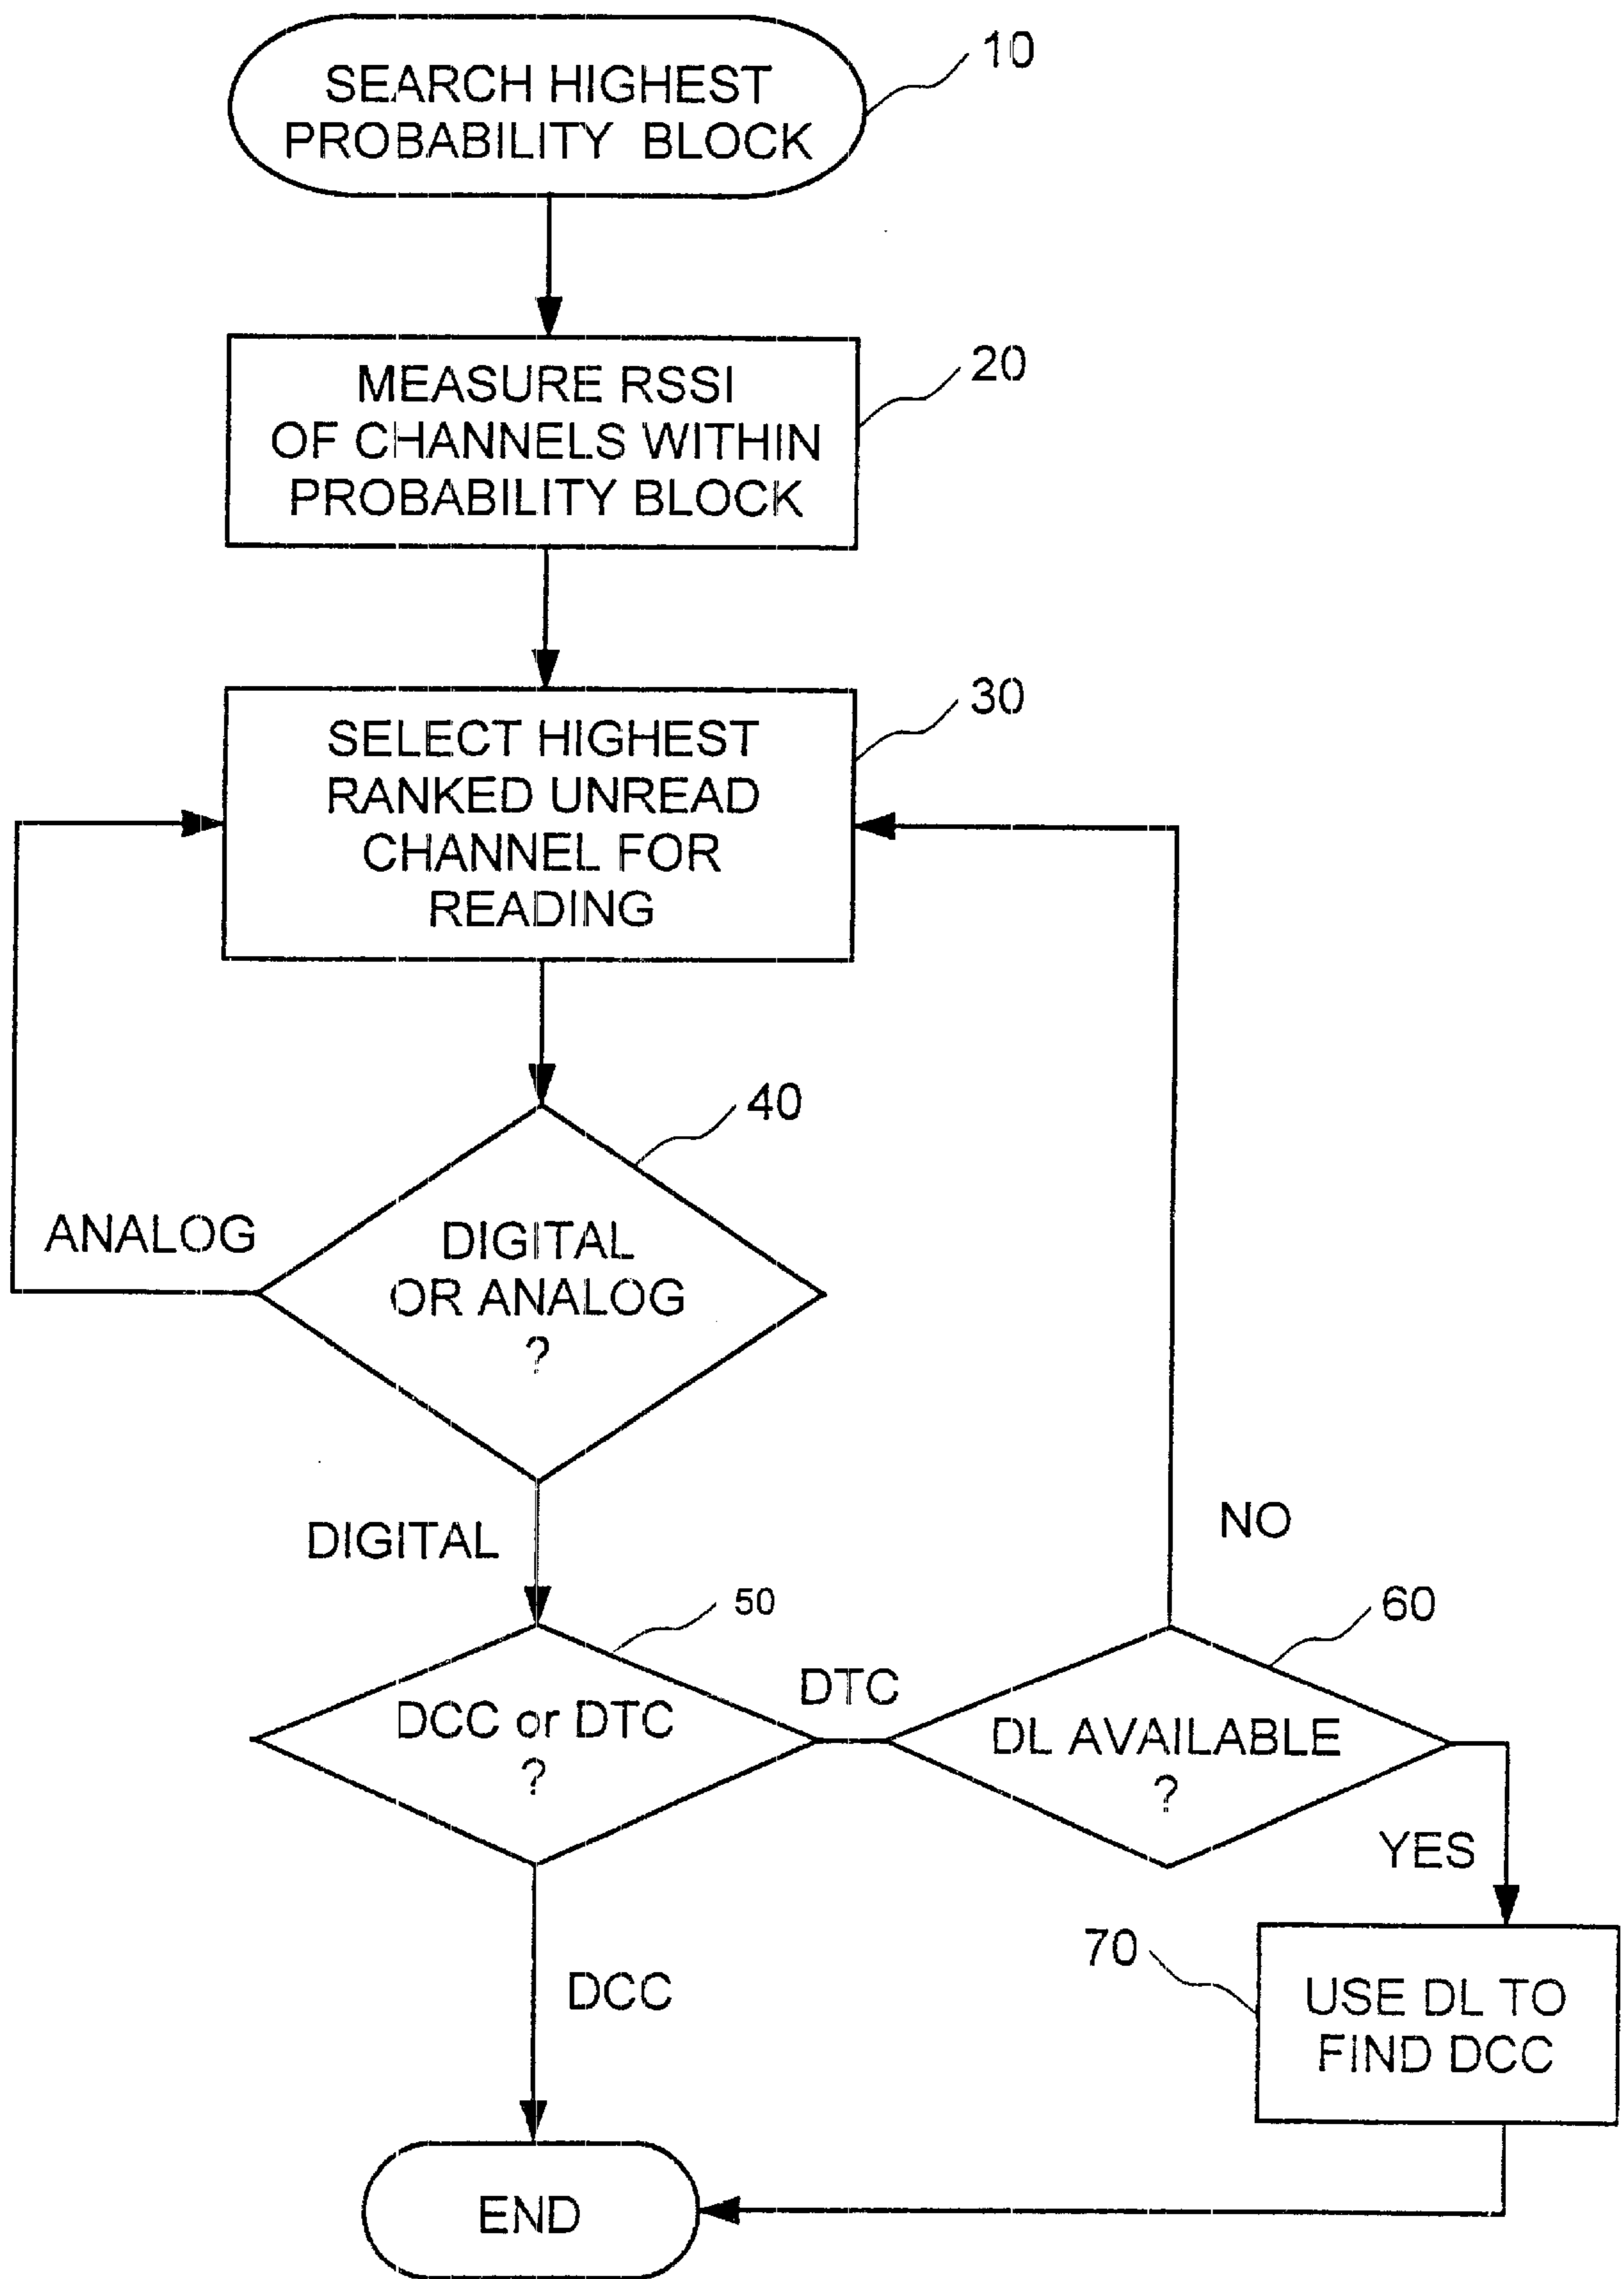 SEARCH HIGHEST
PROBABILITY BLOCK
10
MEASURE RSSI
OF CHANNELS WITHIN
PROBABILITY BLOCK
20
SELECT HIGHEST
RANKED UNREAD
CHANNEL FOR
READING
30
40
ANALOG
DIGITAL
OR ANALOG
?
DIGITAL
NO
50
60
DCC or DTC
?
DTC
DL AVAILABLE
?
YES
DCC
70
USE DL TO
FIND DCC
END